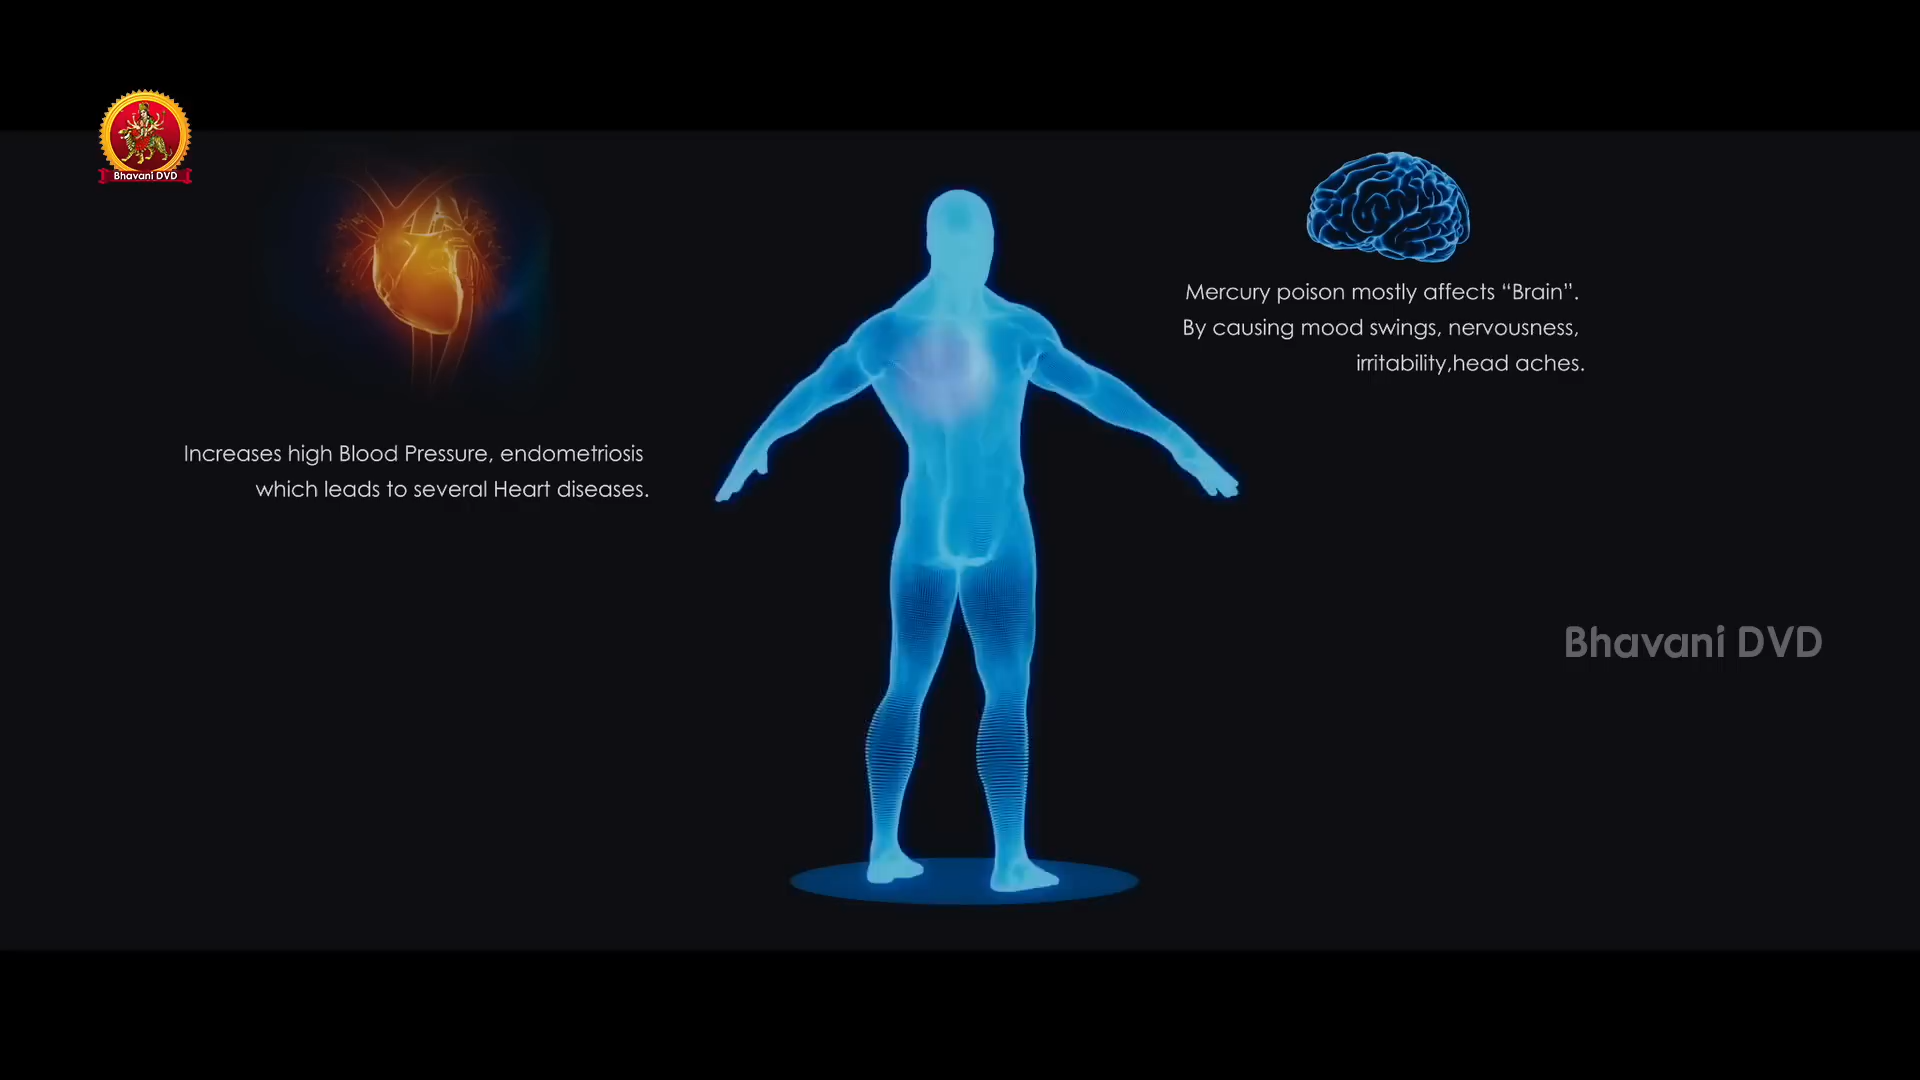 Bhavani DVD
Mercury poison mostly affects “Brain”.
By causing mood swings, nervousness,
irritability,head aches.
Increases high Blood Pressure, endometriosis
which leads to several Heart diseases.
Bhavani DVD